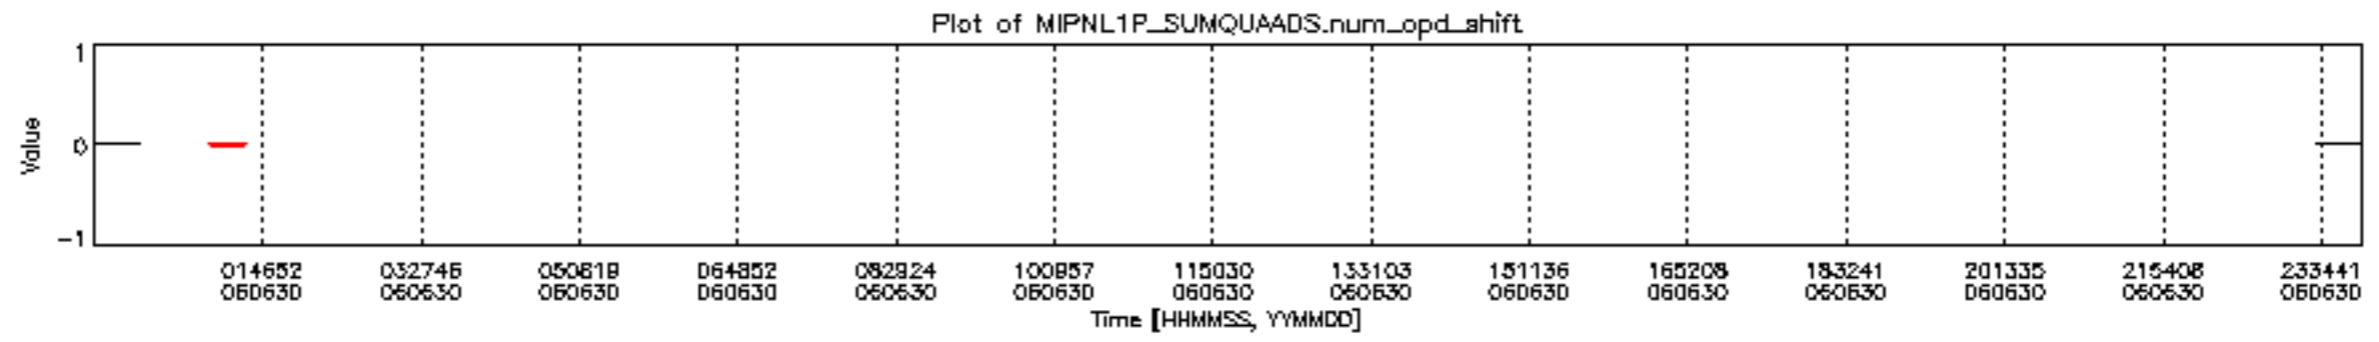 Plot of MIPNL1P_SUMQUAADS.num_opd_shift
1
Value
0
-1
014652 032746 050819 064852 082924 100957 115030 133103 151136 165208 183241 201335 215408 233441
060630 060630 060630 060630 060630 060630 060630 060630 060630 060630 060630 060630 060630 060630
Time [HHMMSS, YYMMDD]